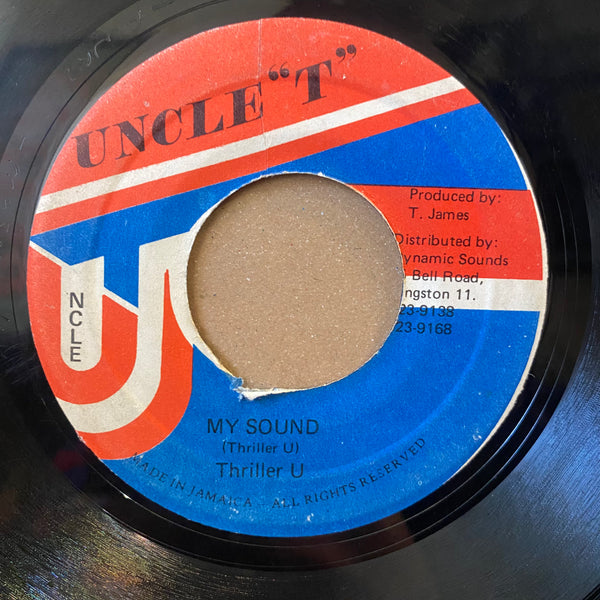 UNCLE "T"
Produced by:
T. James
Distributed by:
Dynamic Sounds
Bell Road,
ngston 11.
23-9138
23-9168
NCLE
MY SOUND
(Thriller U)
Thriller U
MADE IN JAMAICA - ALL RIGHTS RESERVED